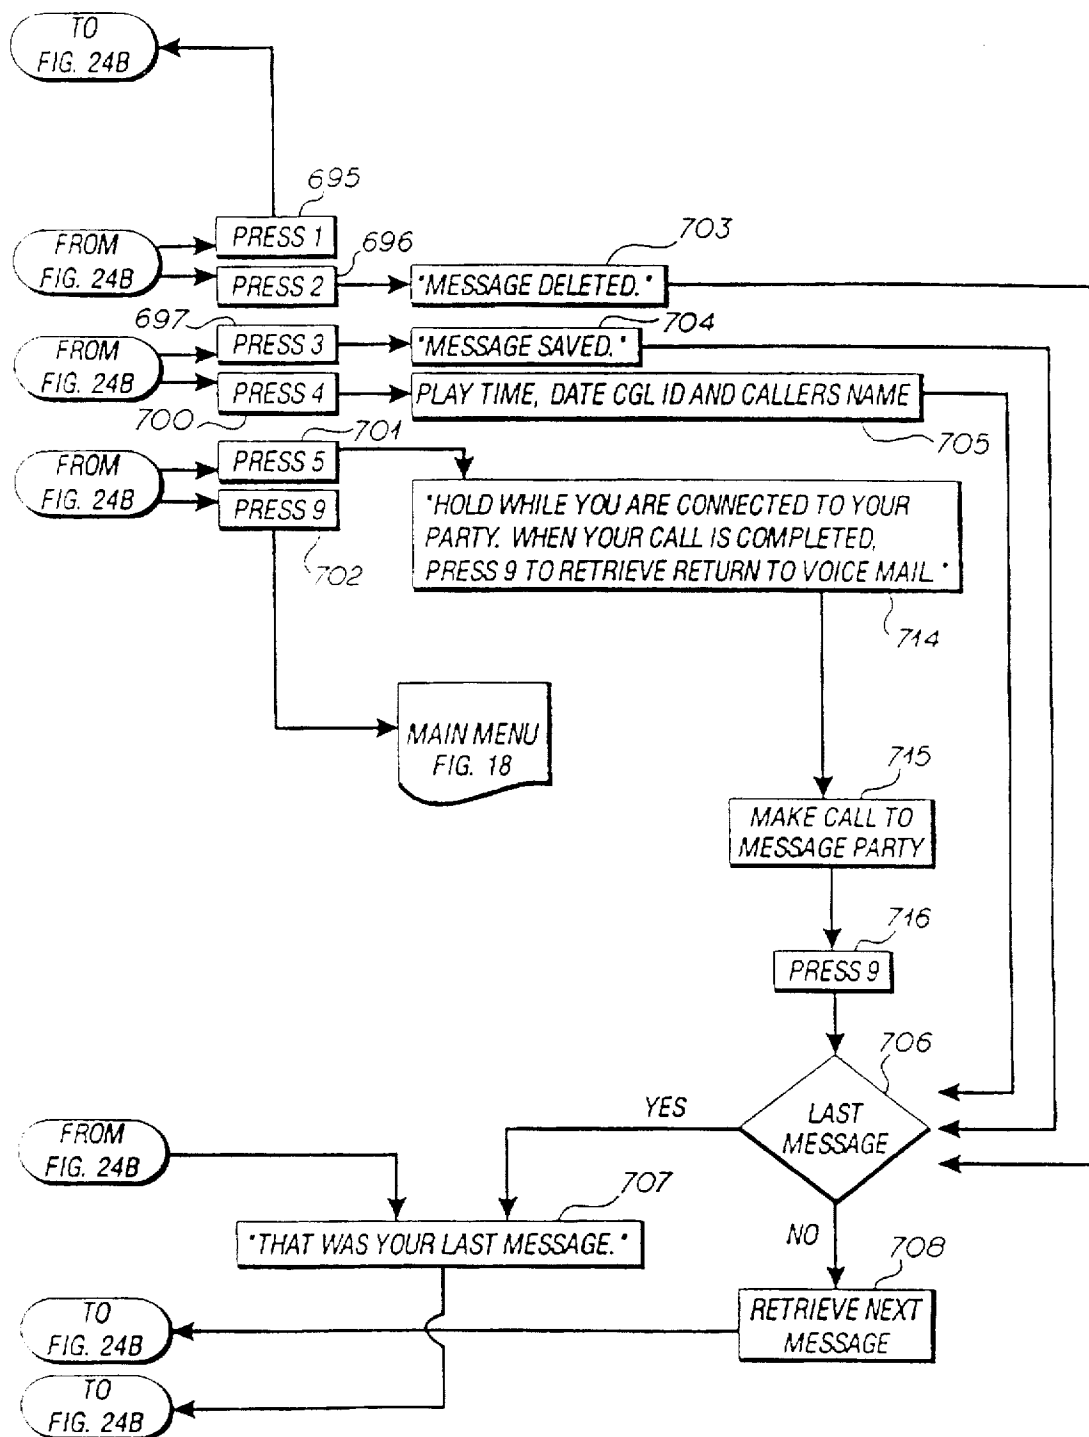 TO
FIG. 24B
695
FROM
FIG. 24B
PRESS 1
696
703
PRESS 2
"MESSAGE DELETED."
697
704
FROM
FIG. 24B
PRESS 3
"MESSAGE SAVED."
PRESS 4
PLAY TIME, DATE CGL ID AND CALLERS NAME
700
701
705
FROM
FIG. 24B
PRESS 5
PRESS 9
702
"HOLD WHILE YOU ARE CONNECTED TO YOUR
PARTY. WHEN YOUR CALL IS COMPLETED,
PRESS 9 TO RETRIEVE RETURN TO VOICE MAIL."
714
MAIN MENU
FIG. 18
715
MAKE CALL TO
MESSAGE PARTY
716
PRESS 9
706
YES
LAST
MESSAGE
FROM
FIG. 24B
707
"THAT WAS YOUR LAST MESSAGE."
NO
708
TO
FIG. 24B
RETRIEVE NEXT
MESSAGE
TO
FIG. 24B